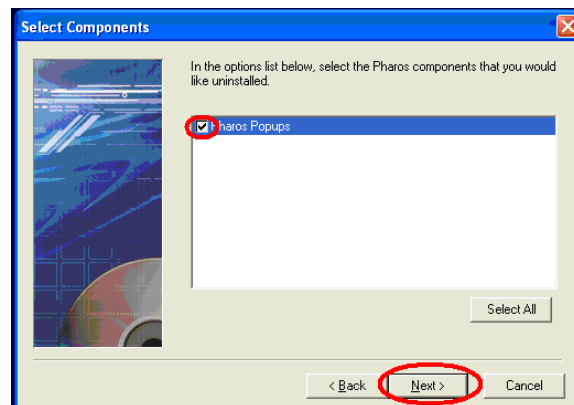 Select Components
In the options list below, select the Pharos components that you would
like uninstalled.
Pharos Popups
Select All
< Back
Next >
Cancel